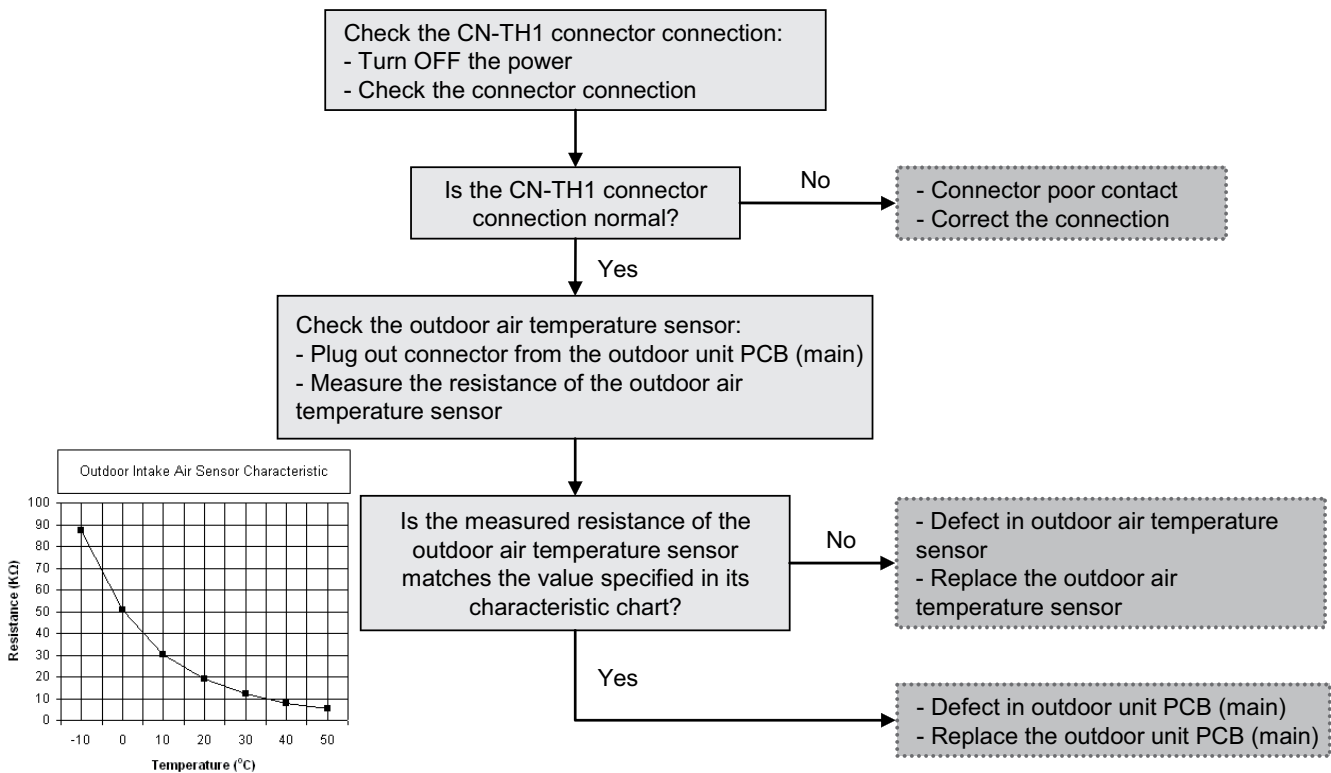 Check the CN-TH1 connector connection:
- Turn OFF the power
- Check the connector connection
Is the CN-TH1 connector
connection normal?
No
- Connector poor contact
- Correct the connection
Yes
Check the outdoor air temperature sensor:
- Plug out connector from the outdoor unit PCB (main)
- Measure the resistance of the outdoor air
temperature sensor
Outdoor Intake Air Sensor Characteristic
100
90
80
70
60
50
40
30
20
10
0
Resistance (KΩ)
-10 0 10 20 30 40 50
Temperature (°C)
Is the measured resistance of the
outdoor air temperature sensor
matches the value specified in its
characteristic chart?
No
- Defect in outdoor air temperature
sensor
- Replace the outdoor air
temperature sensor
Yes
- Defect in outdoor unit PCB (main)
- Replace the outdoor unit PCB (main)